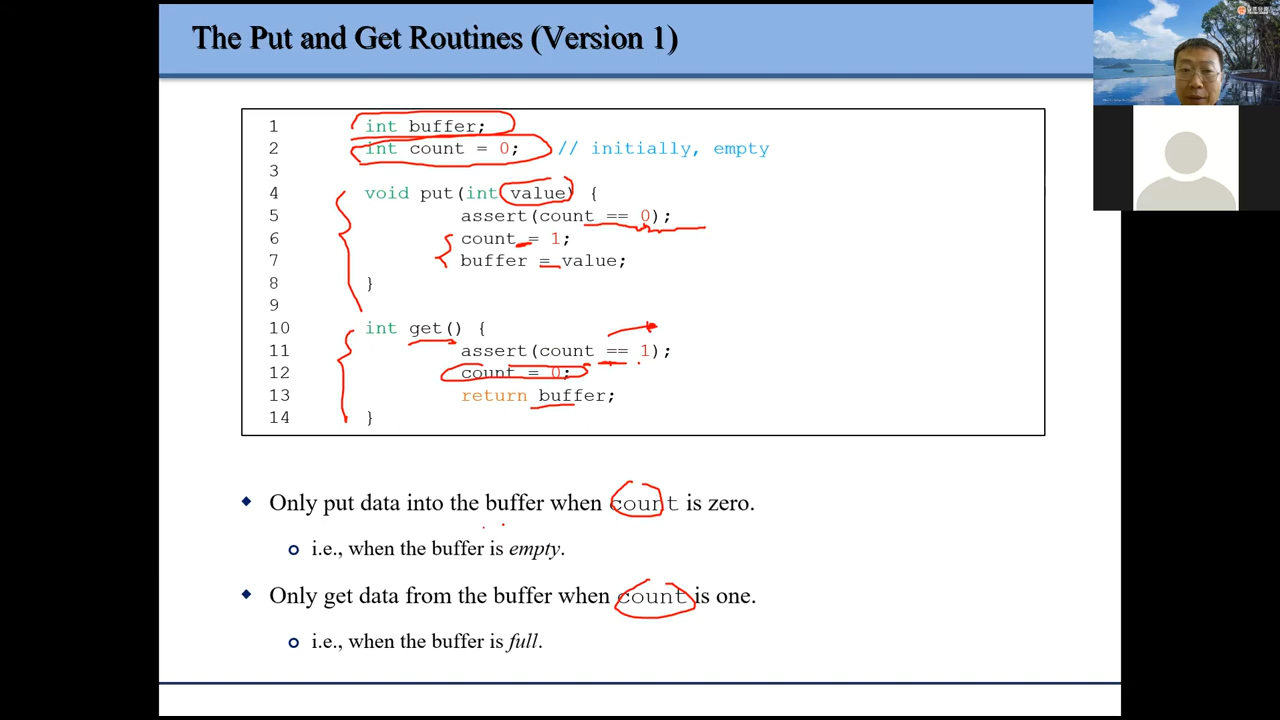 The Put and Get Routines (Version 1)
1 int buffer;
2 int count = 0; // initially, empty
3
4 void put(int value) {
5 assert(count == 0);
6 count = 1;
7 buffer = value;
8 }
9
10 int get() {
11 assert(count == 1);
12 count = 0;
13 return buffer;
14 }
◆ Only put data into the buffer when count is zero.
o i.e., when the buffer is empty.
◆ Only get data from the buffer when count is one.
o i.e., when the buffer is full.